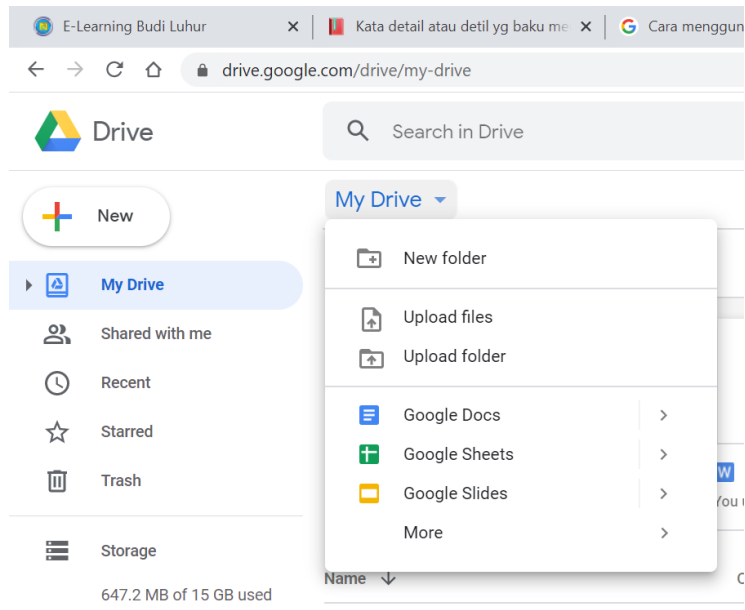 E-Learning Budi Luhur
Kata detail atau detil yg baku me
Cara menggun
drive.google.com/drive/my-drive
Drive
Search in Drive
New
My Drive
My Drive
Shared with me
Recent
Starred
Trash
Storage
647.2 MB of 15 GB used
New folder
Upload files
Upload folder
Google Docs
Google Sheets
Google Slides
More
W
You u
Name